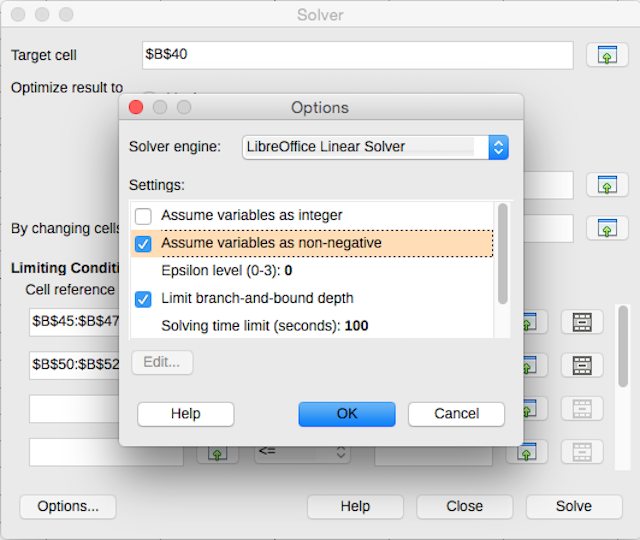 Solver
Target cell
$B$40
Optimize result to
Options
Solver engine:
LibreOffice Linear Solver
Settings:
Assume variables as integer
Assume variables as non-negative
Epsilon level (0-3): 0
Limit branch-and-bound depth
Solving time limit (seconds): 100
Edit...
Help
OK
Cancel
By changing cells
Limiting Conditi
Cell reference
$B$45:$B$47
$B$50:$B$52
<=
Options...
Help
Close
Solve